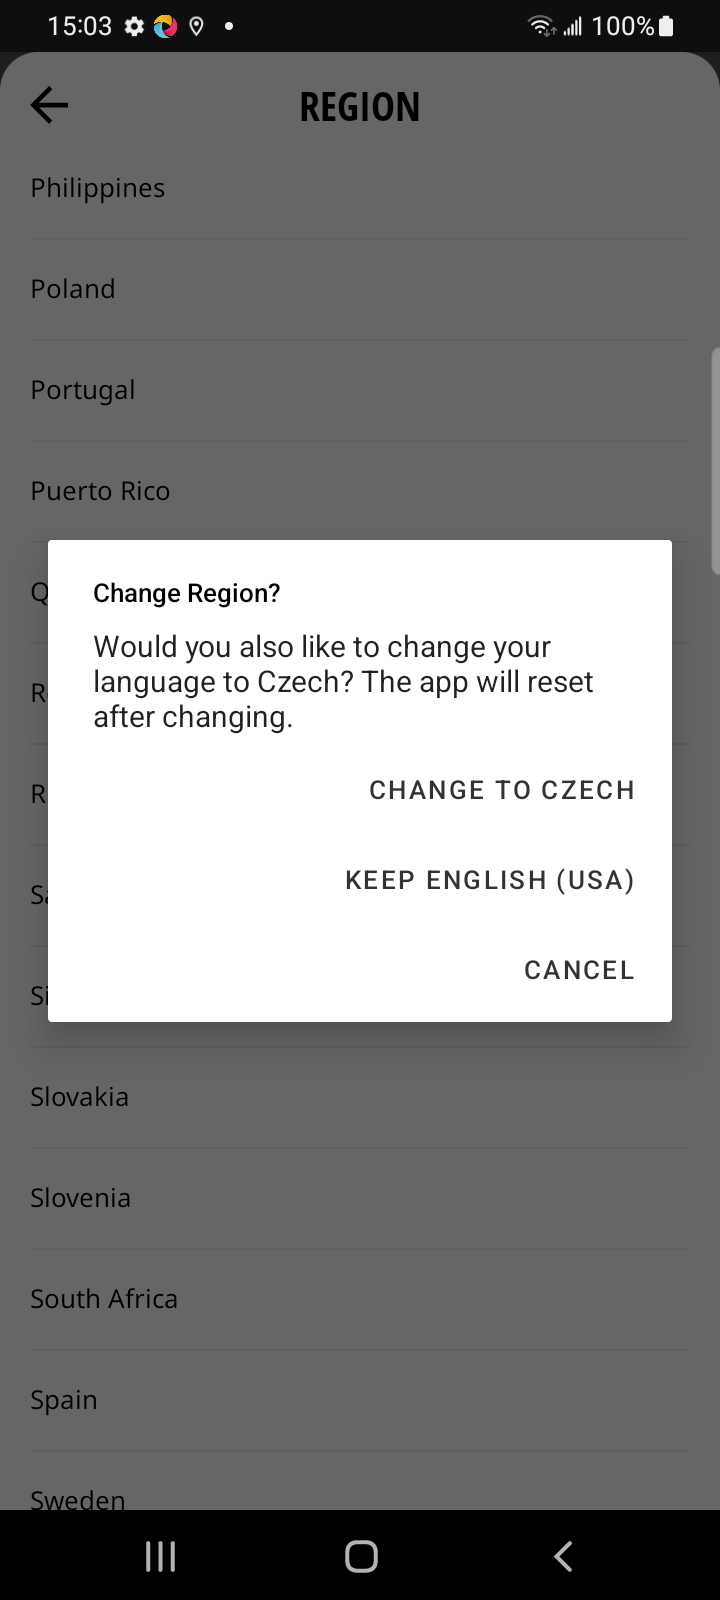 15:03
100%
REGION
Philippines
Poland
Portugal
Puerto Rico
Change Region?
Would you also like to change your
language to Czech? The app will reset
after changing.
CHANGE TO CZECH
KEEP ENGLISH (USA)
CANCEL
Slovakia
Slovenia
South Africa
Spain
Sweden